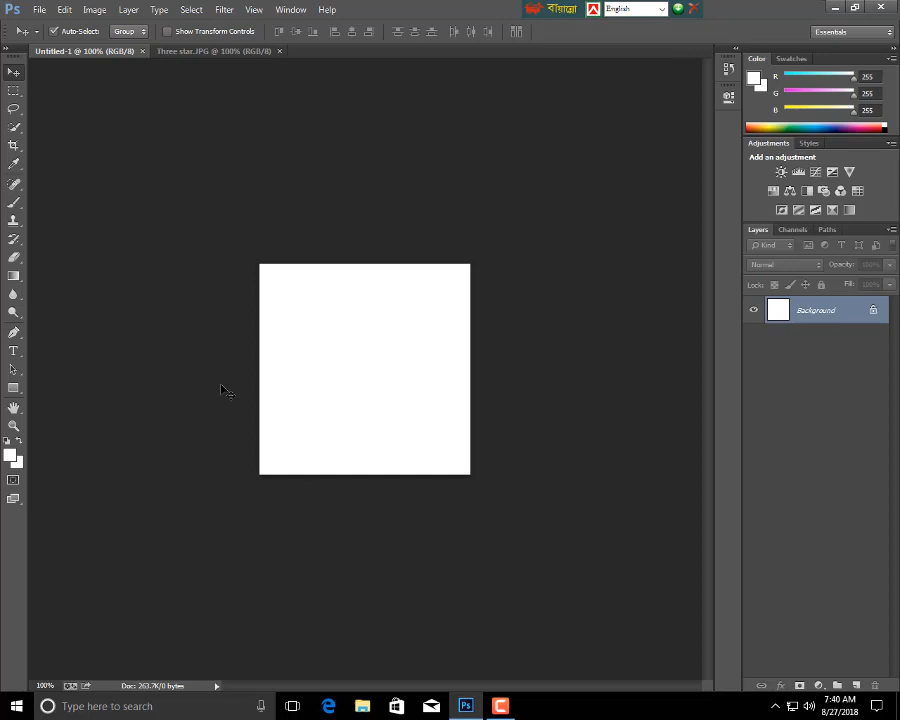 Ps File Edit Image Layer Type Select Filter View Window Help
বাঁয়ান্নো English
Auto-Select: Group Show Transform Controls
Essentials
Untitled-1 @ 100% (RGB/8) × Three star.JPG @ 100% (RGB/8) ×
Color Swatches
R 255
G 255
B 255
Adjustments Styles
Add an adjustment
Layers Channels Paths
Kind
Normal Opacity: 100%
Lock: Fill: 100%
Background
100% Doc: 263.7K/0 bytes
Type here to search
7:40 AM
8/27/2018